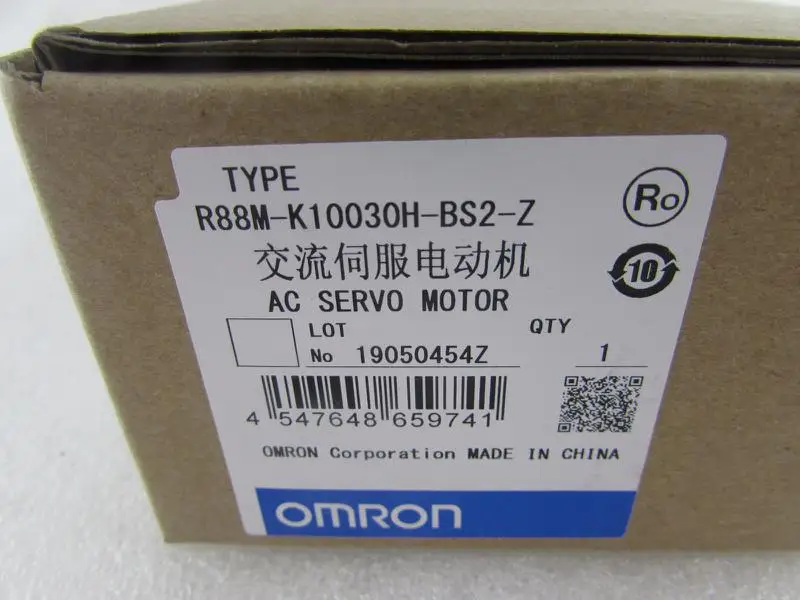 TYPE
R88M-K10030H-BS2-Z
Ro
交流伺服电动机
10
AC SERVO MOTOR
LOT
No 19050454Z
QTY
1
4 547648 659741
OMRON Corporation MADE IN CHINA
OMRON